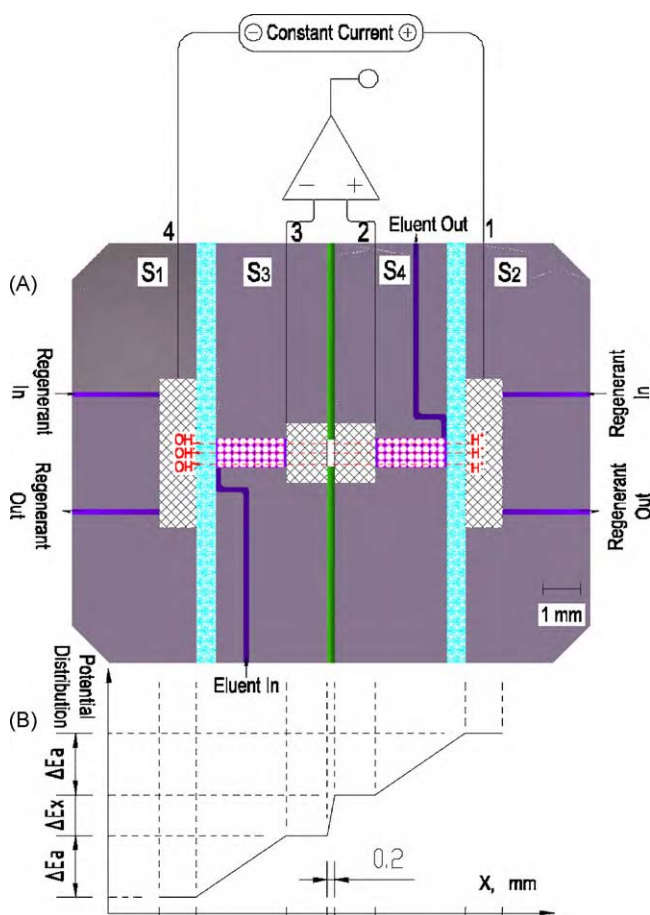 ⊖ Constant Current ⊕
− +
4
3
2
Eluent Out
1
S1
S3
S4
S2
(A)
Regenerant
In
Regenerant
In
OH-
OH-
OH-
H+
H+
H+
Regenerant
Out
Regenerant
Out
1 mm
Eluent In
Potential
Distribution
(B)
ΔEa
ΔEx
ΔEa
0.2
X, mm